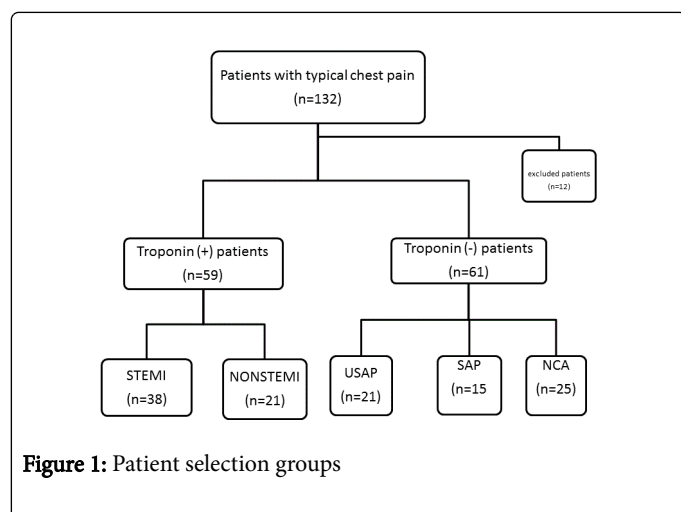 Patients with typical chest pain
(n=132)
excluded patients
(n=12)
Troponin (+) patients
(n=59)
Troponin (-) patients
(n=61)
STEMI
(n=38)
NONSTEMI
(n=21)
USAP
(n=21)
SAP
(n=15
NCA
(n=25)
Figure 1: Patient selection groups